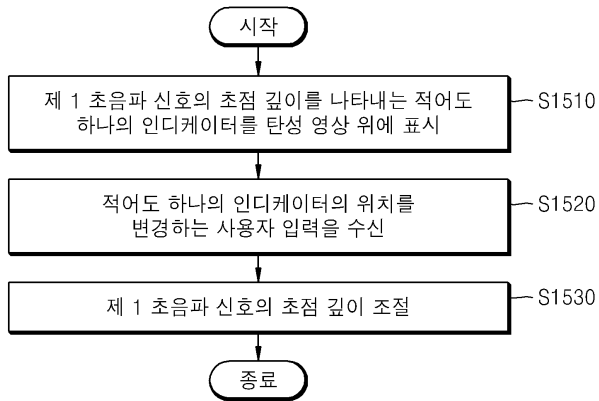 시작
제 1 초음파 신호의 초점 깊이를 나타내는 적어도
하나의 인디케이터를 탄성 영상 위에 표시
S1510
적어도 하나의 인디케이터의 위치를
변경하는 사용자 입력을 수신
S1520
제 1 초음파 신호의 초점 깊이 조절
S1530
종료